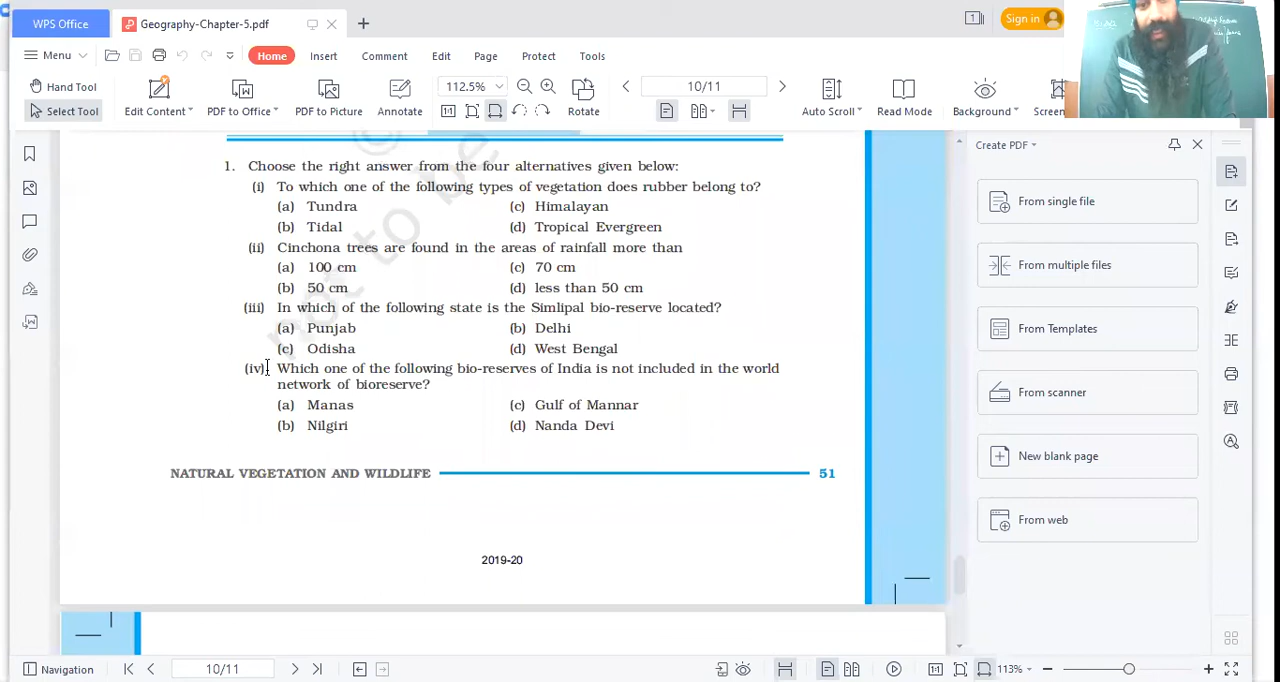 WPS Office
Geography-Chapter-5.pdf
Sign in
Menu
Home
Insert
Comment
Edit
Page
Protect
Tools
Hand Tool
Select Tool
Edit Content
PDF to Office
PDF to Picture
Annotate
112.5%
Rotate
10/11
Auto Scroll
Read Mode
Background
Screen
Create PDF
From single file
From multiple files
From Templates
From scanner
New blank page
From web
©
not to be
1. Choose the right answer from the four alternatives given below:
(i) To which one of the following types of vegetation does rubber belong to?
(a) Tundra (c) Himalayan
(b) Tidal (d) Tropical Evergreen
(ii) Cinchona trees are found in the areas of rainfall more than
(a) 100 cm (c) 70 cm
(b) 50 cm (d) less than 50 cm
(iii) In which of the following state is the Simlipal bio-reserve located?
(a) Punjab (b) Delhi
(c) Odisha (d) West Bengal
(iv) Which one of the following bio-reserves of India is not included in the world
network of bioreserve?
(a) Manas (c) Gulf of Mannar
(b) Nilgiri (d) Nanda Devi
NATURAL VEGETATION AND WILDLIFE 51
2019-20
Navigation
10/11
113%